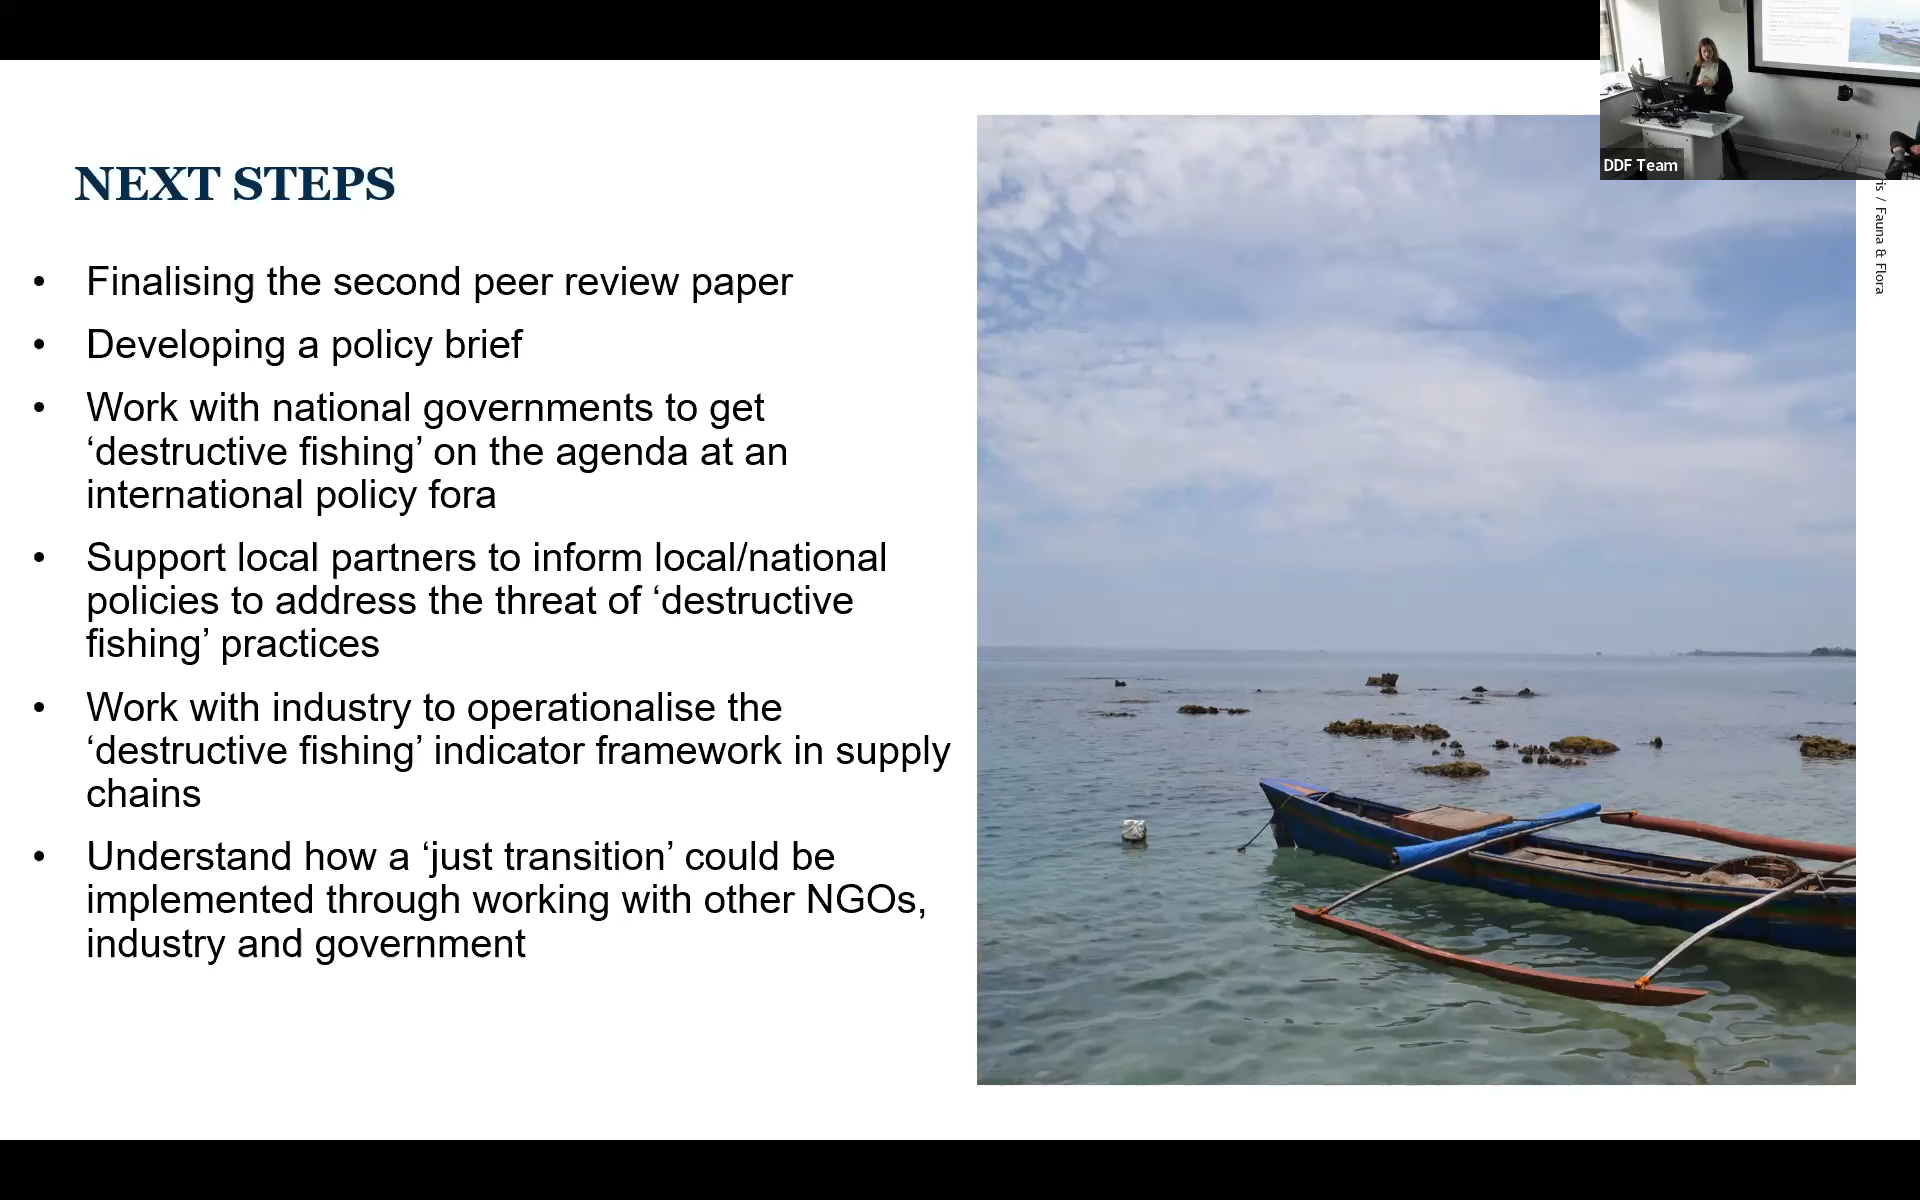 DDF Team
NEXT STEPS
• Finalising the second peer review paper
• Developing a policy brief
• Work with national governments to get
‘destructive fishing’ on the agenda at an
international policy fora
• Support local partners to inform local/national
policies to address the threat of ‘destructive
fishing’ practices
• Work with industry to operationalise the
‘destructive fishing’ indicator framework in supply
chains
• Understand how a ‘just transition’ could be
implemented through working with other NGOs,
industry and government
/ Fauna & Flora